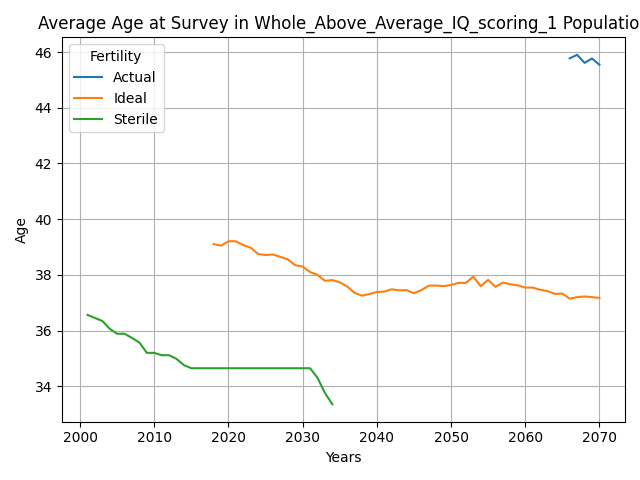 Average Age at Survey in Whole_Above_Average_IQ_scoring_1 Populatio
Fertility
Actual
Ideal
Sterile
46
44
42
40
38
36
34
Age
2000 2010 2020 2030 2040 2050 2060 2070
Years